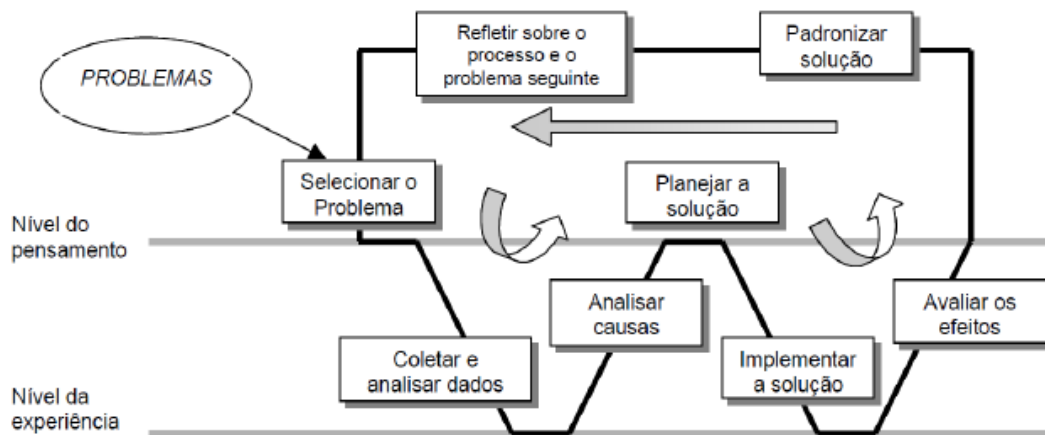 Refletir sobre o
processo e o
problema seguinte
Padronizar
solução
PROBLEMAS
Selecionar o
Problema
Planejar a
solução
Nível do
pensamento
Analisar
causas
Avaliar os
efeitos
Coletar e
analisar dados
Implementar
a solução
Nível da
experiência